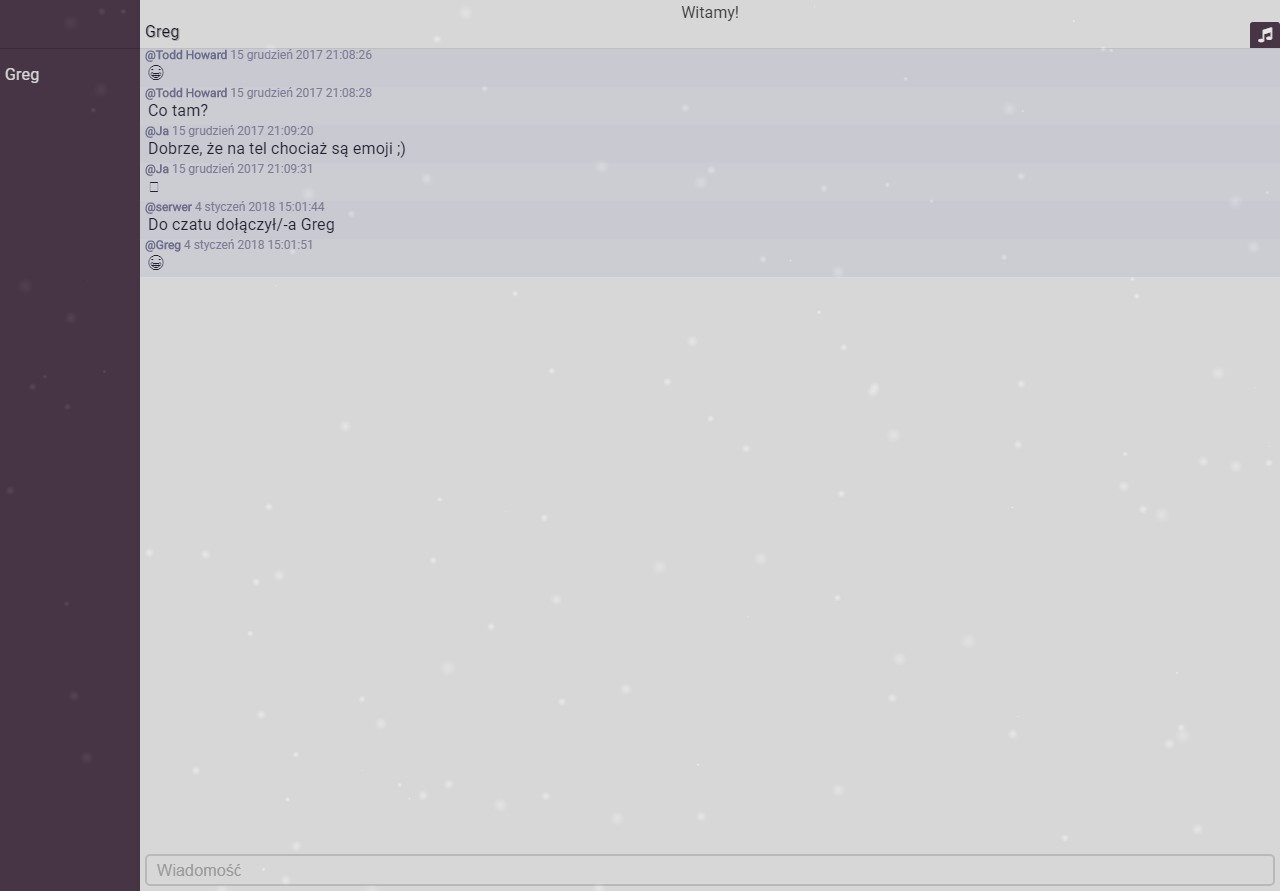 Witamy!
Greg
Greg
@Todd Howard 15 grudzień 2017 21:08:26
😀
@Todd Howard 15 grudzień 2017 21:08:28
Co tam?
@Ja 15 grudzień 2017 21:09:20
Dobrze, że na tel chociaż są emoji ;)
@Ja 15 grudzień 2017 21:09:31
@serwer 4 styczeń 2018 15:01:44
Do czatu dołączył/-a Greg
@Greg 4 styczeń 2018 15:01:51
😀
Wiadomość